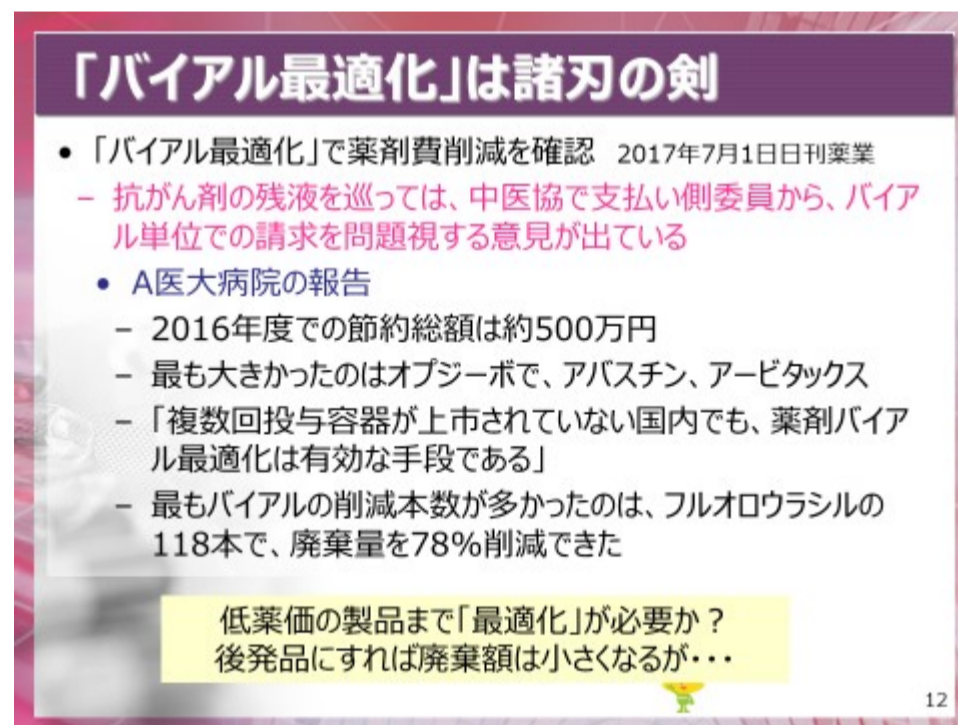 「バイアル最適化」は諸刃の剣
• 「バイアル最適化」で薬剤費削減を確認 2017年7月1日日刊薬業
– 抗がん剤の残液を巡っては、中医協で支払い側委員から、バイア
ル単位での請求を問題視する意見が出ている
• A医大病院の報告
– 2016年度での節約総額は約500万円
– 最も大きかったのはオプジーボで、アバスチン、アービタックス
– 「複数回投与容器が上市されていない国内でも、薬剤バイア
ル最適化は有効な手段である」
– 最もバイアルの削減本数が多かったのは、フルオロウラシルの
118本で、廃棄量を78%削減できた
低薬価の製品まで「最適化」が必要か？
後発品にすれば廃棄額は小さくなるが・・・
12